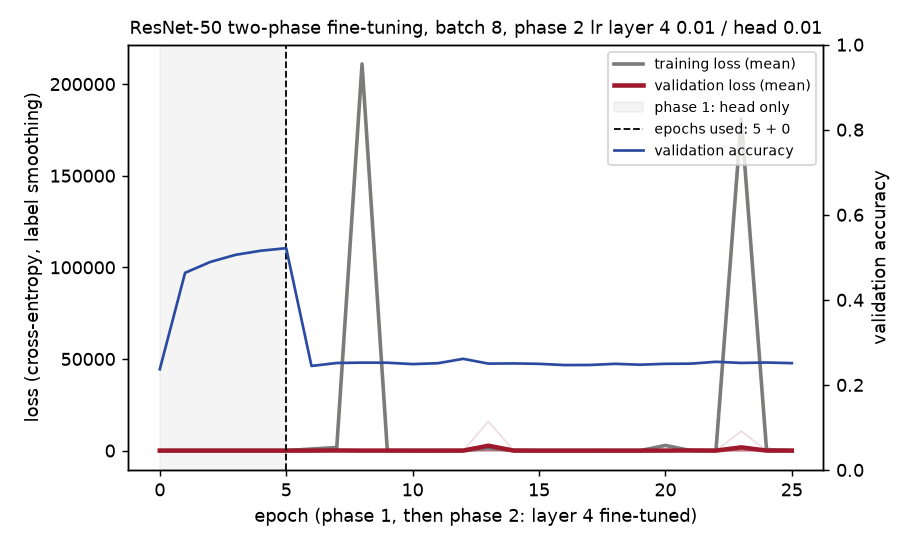 ResNet-50 two-phase fine-tuning, batch 8, phase 2 lr layer 4 0.01 / head 0.01
training loss (mean)
validation loss (mean)
phase 1: head only
epochs used: 5 + 0
validation accuracy
loss (cross-entropy, label smoothing)
200000
150000
100000
50000
0
1.0
0.8
0.6
0.4
0.2
0.0
validation accuracy
0 5 10 15 20 25
epoch (phase 1, then phase 2: layer 4 fine-tuned)